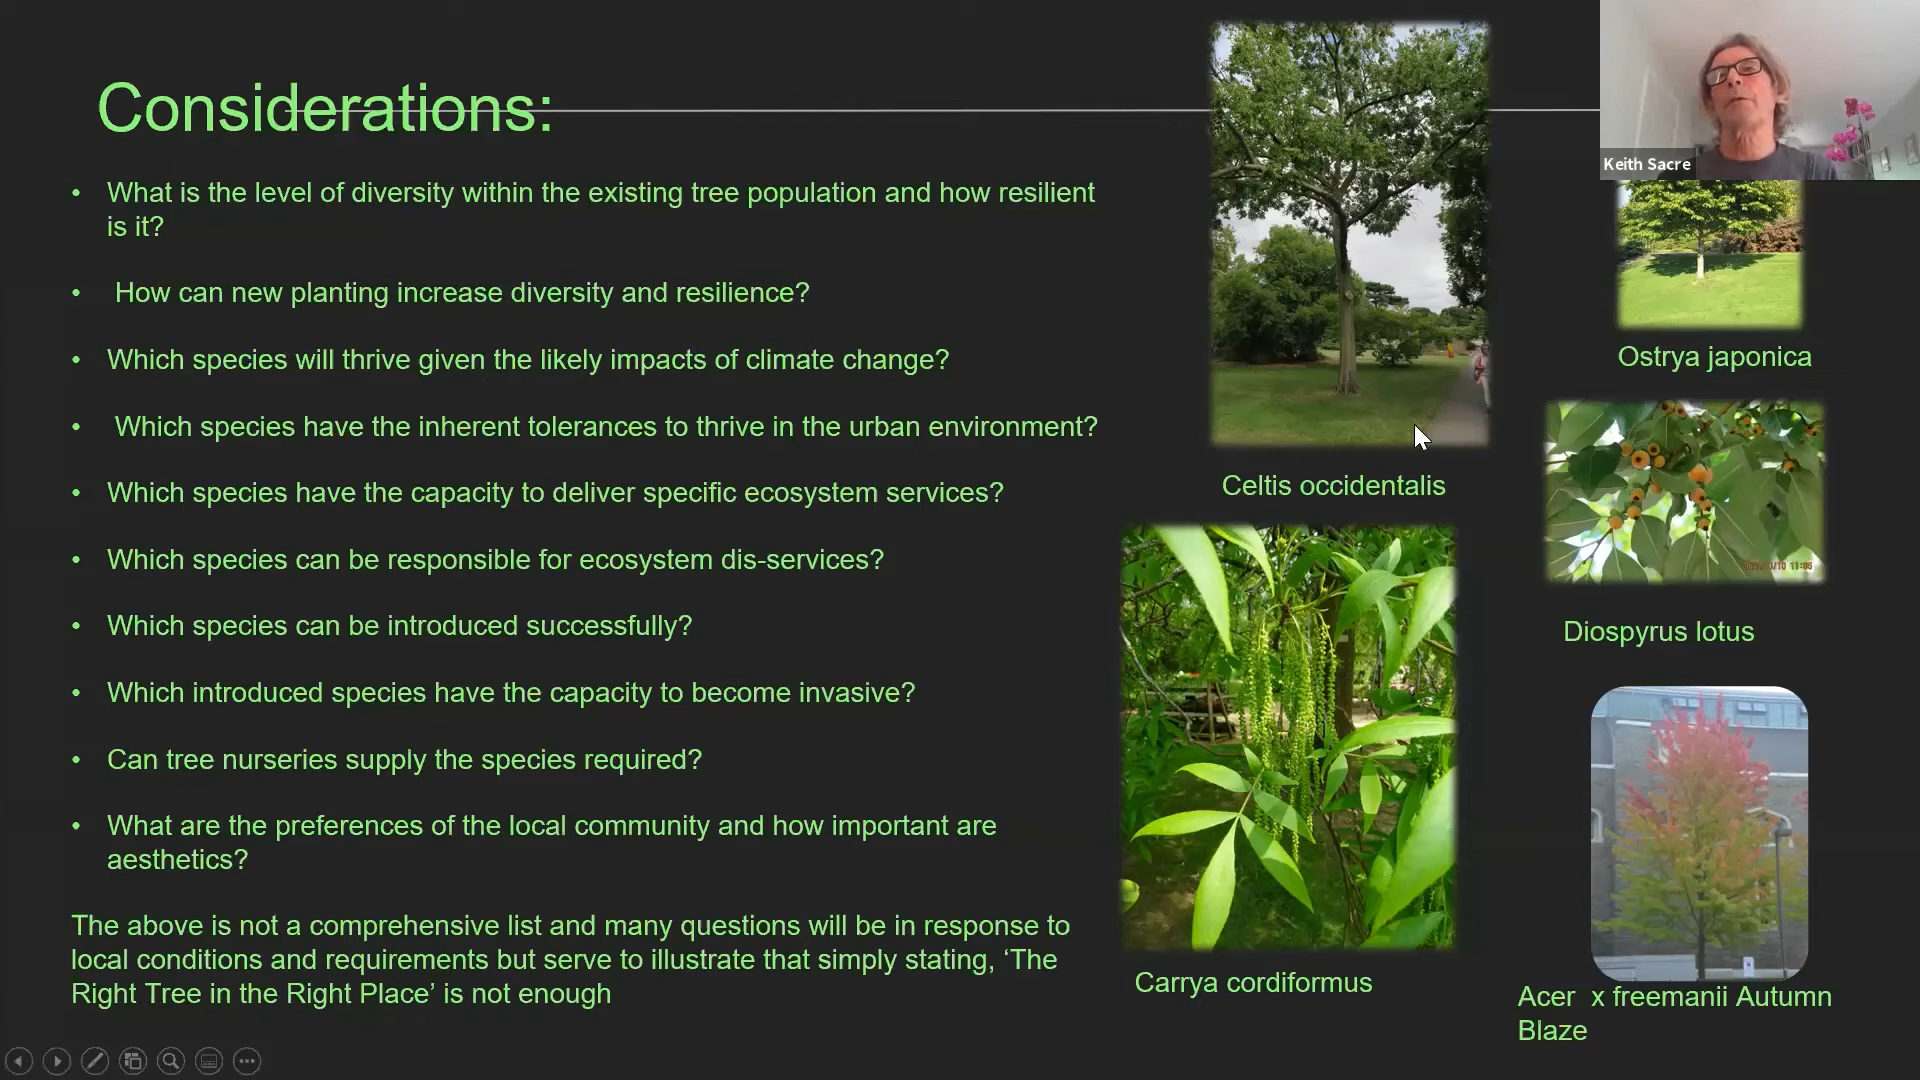 Considerations:
• What is the level of diversity within the existing tree population and how resilient
is it?
• How can new planting increase diversity and resilience?
• Which species will thrive given the likely impacts of climate change?
• Which species have the inherent tolerances to thrive in the urban environment?
• Which species have the capacity to deliver specific ecosystem services?
• Which species can be responsible for ecosystem dis-services?
• Which species can be introduced successfully?
• Which introduced species have the capacity to become invasive?
• Can tree nurseries supply the species required?
• What are the preferences of the local community and how important are
aesthetics?
The above is not a comprehensive list and many questions will be in response to
local conditions and requirements but serve to illustrate that simply stating, ‘The
Right Tree in the Right Place’ is not enough
Celtis occidentalis
Carrya cordiformus
Keith Sacre
Ostrya japonica
11:05
Diospyrus lotus
Acer x freemanii Autumn
Blaze